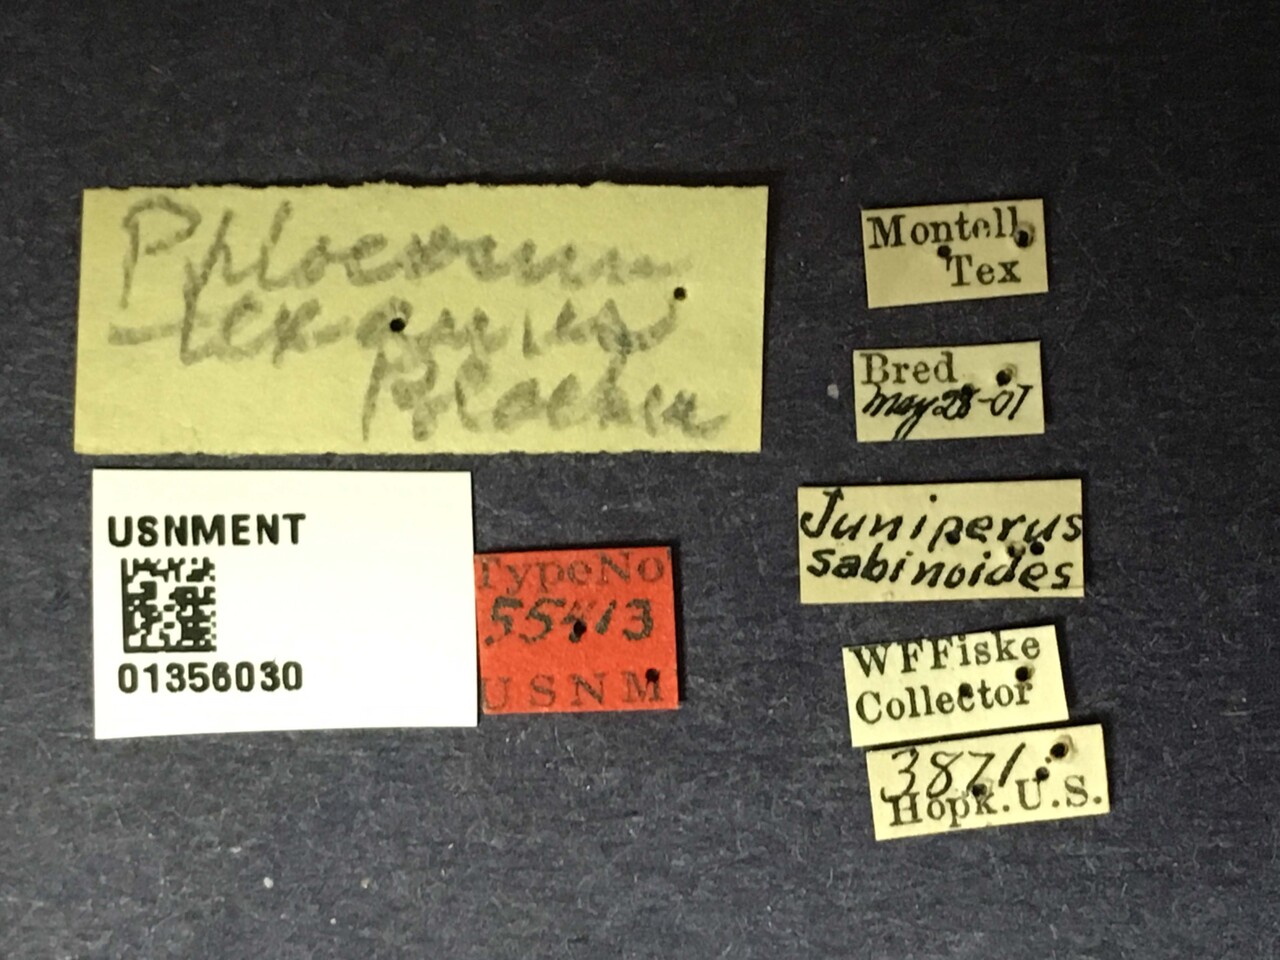 Phloeosinus
texanus
Blackm
USNMENT
01356030
TypeNo
55413
USNM
Montell
Tex
Bred
May 28-07
Juniperus
sabinoides
WFFiske
Collector
3871
Hopk.U.S.